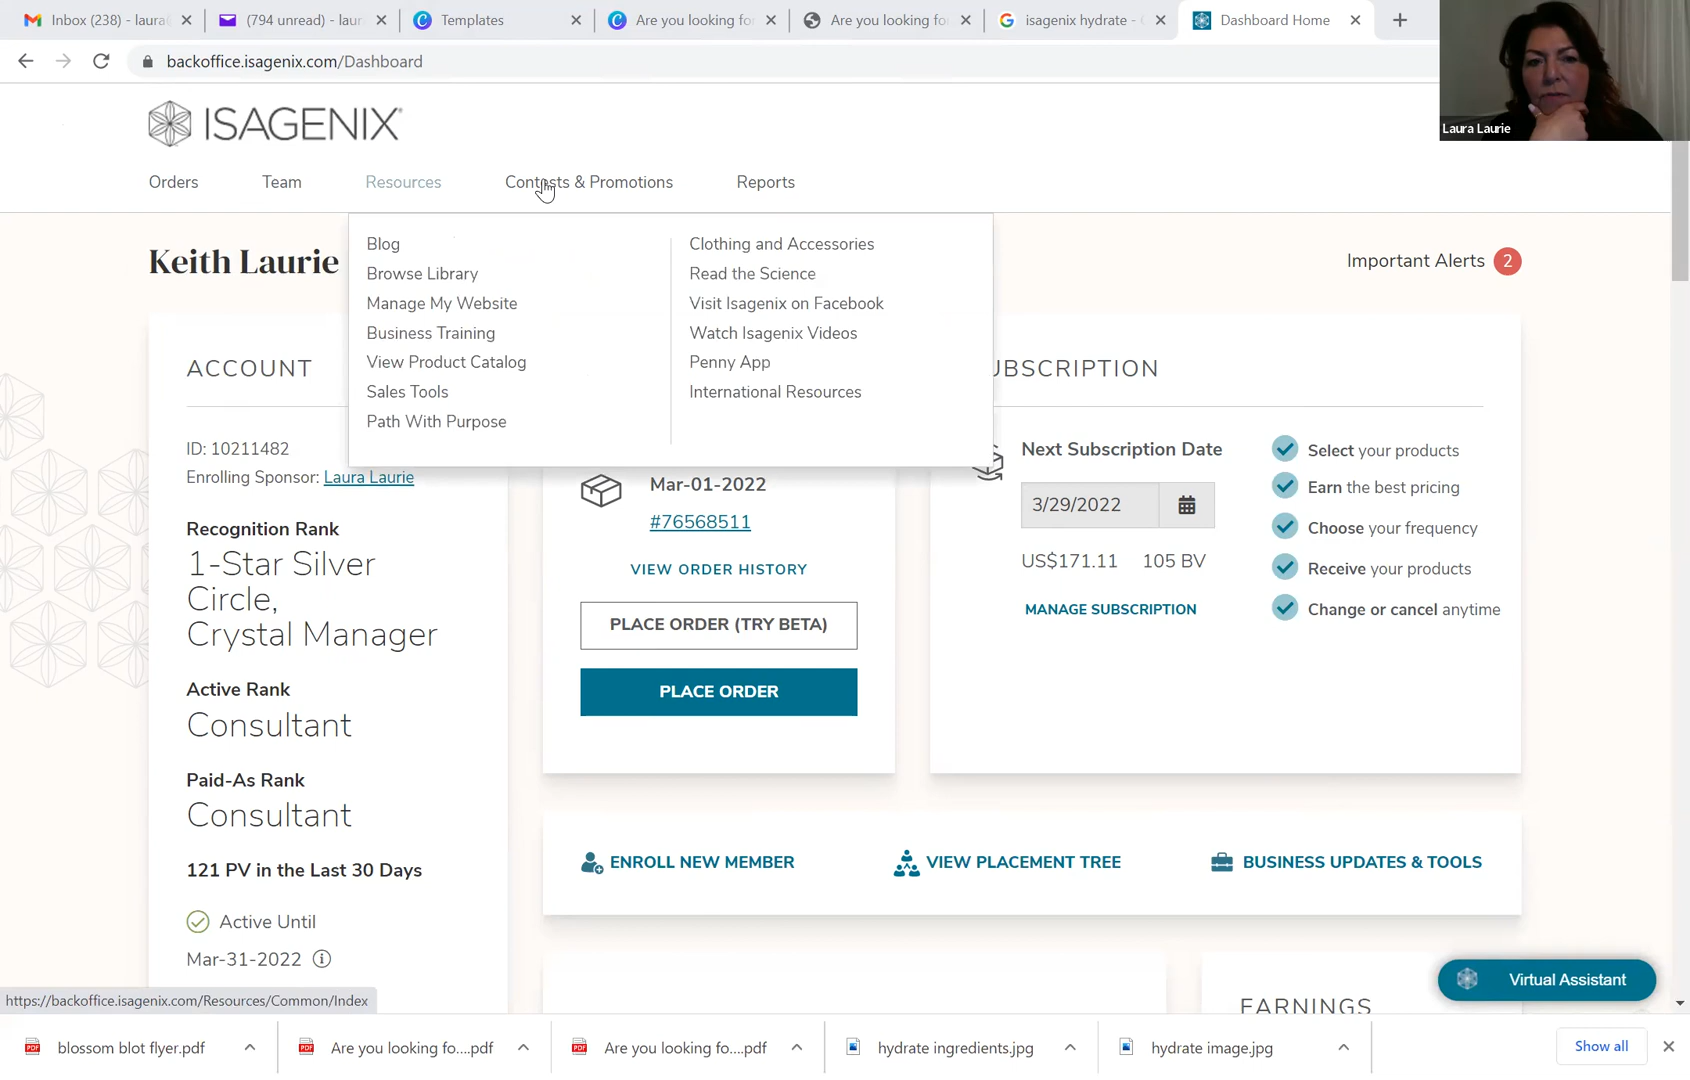 Inbox (238) - laura
(794 unread) - laur
Templates
Are you looking fo
Are you looking fo
isagenix hydrate -
Dashboard Home
backoffice.isagenix.com/Dashboard
Laura Laurie
ISAGENIX
Orders
Team
Resources
Contests & Promotions
Reports
Blog
Browse Library
Manage My Website
Business Training
View Product Catalog
Sales Tools
Path With Purpose
Clothing and Accessories
Read the Science
Visit Isagenix on Facebook
Watch Isagenix Videos
Penny App
International Resources
Keith Laurie
Important Alerts 2
ACCOUNT
ID: 10211482
Enrolling Sponsor: Laura Laurie
Recognition Rank
1-Star Silver
Circle,
Crystal Manager
Active Rank
Consultant
Paid-As Rank
Consultant
121 PV in the Last 30 Days
Active Until
Mar-31-2022
Mar-01-2022
#76568511
VIEW ORDER HISTORY
PLACE ORDER (TRY BETA)
PLACE ORDER
UBSCRIPTION
Next Subscription Date
3/29/2022
US$171.11 105 BV
MANAGE SUBSCRIPTION
Select your products
Earn the best pricing
Choose your frequency
Receive your products
Change or cancel anytime
ENROLL NEW MEMBER
VIEW PLACEMENT TREE
BUSINESS UPDATES & TOOLS
EARNINGS
Virtual Assistant
https://backoffice.isagenix.com/Resources/Common/Index
blossom blot flyer.pdf
Are you looking fo....pdf
Are you looking fo....pdf
hydrate ingredients.jpg
hydrate image.jpg
Show all